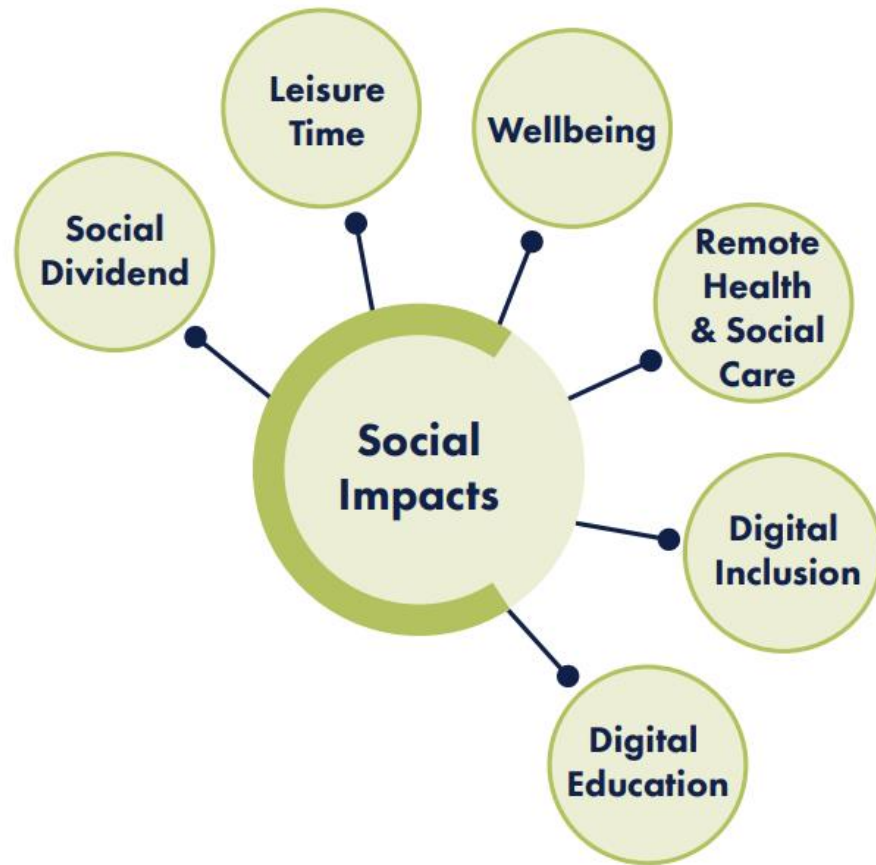 Leisure
Time
Wellbeing
Social
Dividend
Remote
Health
& Social
Care
Social
Impacts
Digital
Inclusion
Digital
Education